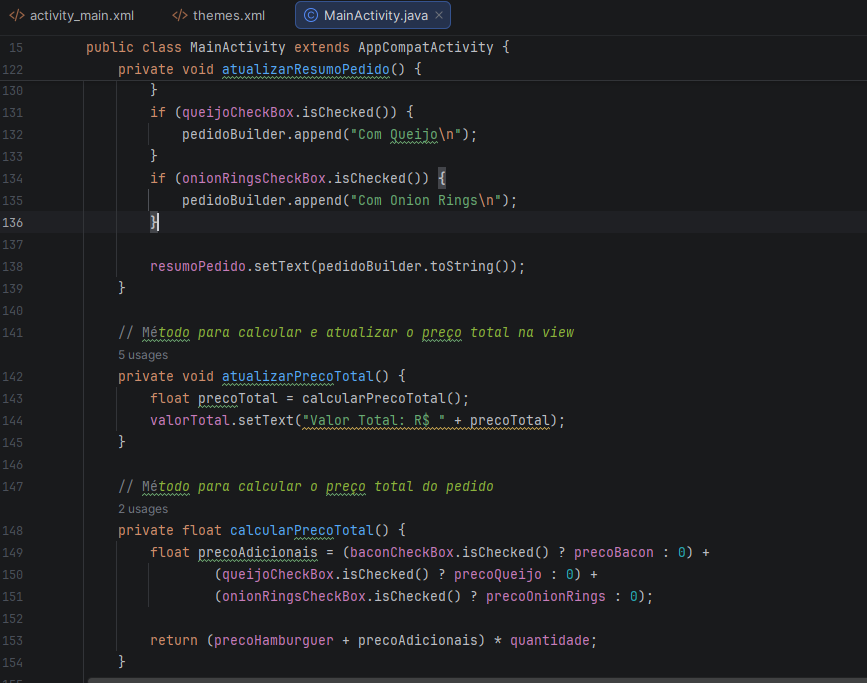 activity_main.xml themes.xml MainActivity.java
15 public class MainActivity extends AppCompatActivity {
122 private void atualizarResumoPedido() {
130 }
131 if (queijoCheckBox.isChecked()) {
132 pedidoBuilder.append("Com Queijo\n");
133 }
134 if (onionRingsCheckBox.isChecked()) {
135 pedidoBuilder.append("Com Onion Rings\n");
136 }
137
138 resumoPedido.setText(pedidoBuilder.toString());
139 }
140
141 // Método para calcular e atualizar o preço total na view
5 usages
142 private void atualizarPrecoTotal() {
143 float precoTotal = calcularPrecoTotal();
144 valorTotal.setText("Valor Total: R$ " + precoTotal);
145 }
146
147 // Método para calcular o preço total do pedido
2 usages
148 private float calcularPrecoTotal() {
149 float precoAdicionais = (baconCheckBox.isChecked() ? precoBacon : 0) +
150 (queijoCheckBox.isChecked() ? precoQueijo : 0) +
151 (onionRingsCheckBox.isChecked() ? precoOnionRings : 0);
152
153 return (precoHamburguer + precoAdicionais) * quantidade;
154 }